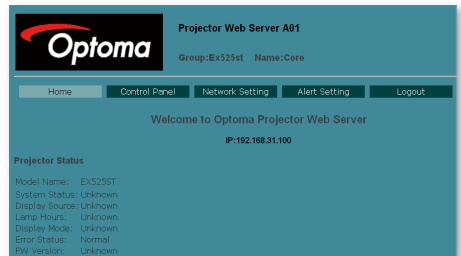 Optoma
Projector Web Server A01
Group:Ex525st Name:Core
Home Control Panel Network Setting Alert Setting Logout
Welcome to Optoma Projector Web Server
IP:192.168.31.100
Projector Status
Model Name: EX525ST
System Status: Unknown
Display Source: Unknown
Lamp Hours: Unknown
Display Mode: Unknown
Error Status: Normal
FW Version: Unknown